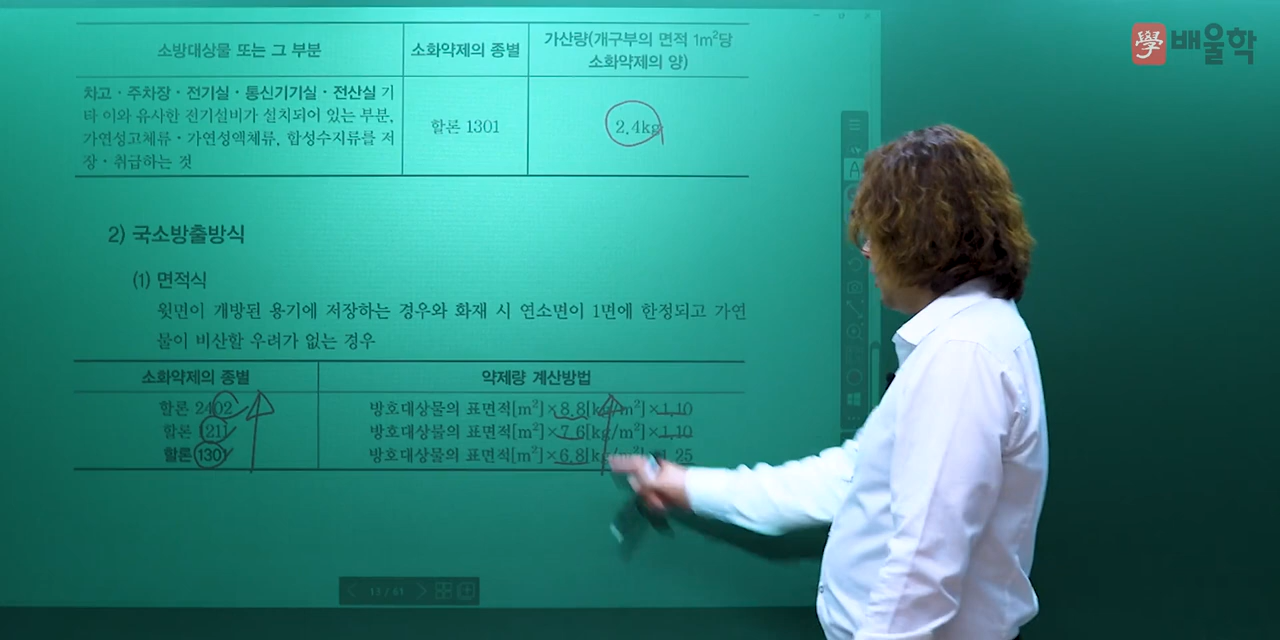 學 배울학
소방대상물 또는 그 부분 소화약제의 종별 가산량(개구부의 면적 1m²당
소화약제의 양)
차고·주차장·전기실·통신기기실·전산실 기
타 이와 유사한 전기설비가 설치되어 있는 부분,
가연성고체류·가연성액체류, 합성수지류를 저
장·취급하는 것
할론 1301 2.4kg
2) 국소방출방식
(1) 면적식
윗면이 개방된 용기에 저장하는 경우와 화재 시 연소면이 1면에 한정되고 가연
물이 비산할 우려가 없는 경우
소화약제의 종별 약제량 계산방법
할론 2402 방호대상물의 표면적[m²]×8.8[kg/m²]×1.10
할론 1211 방호대상물의 표면적[m²]×7.6[kg/m²]×1.10
할론 1301 방호대상물의 표면적[m²]×6.8[kg/m²]×1.25
13 / 61